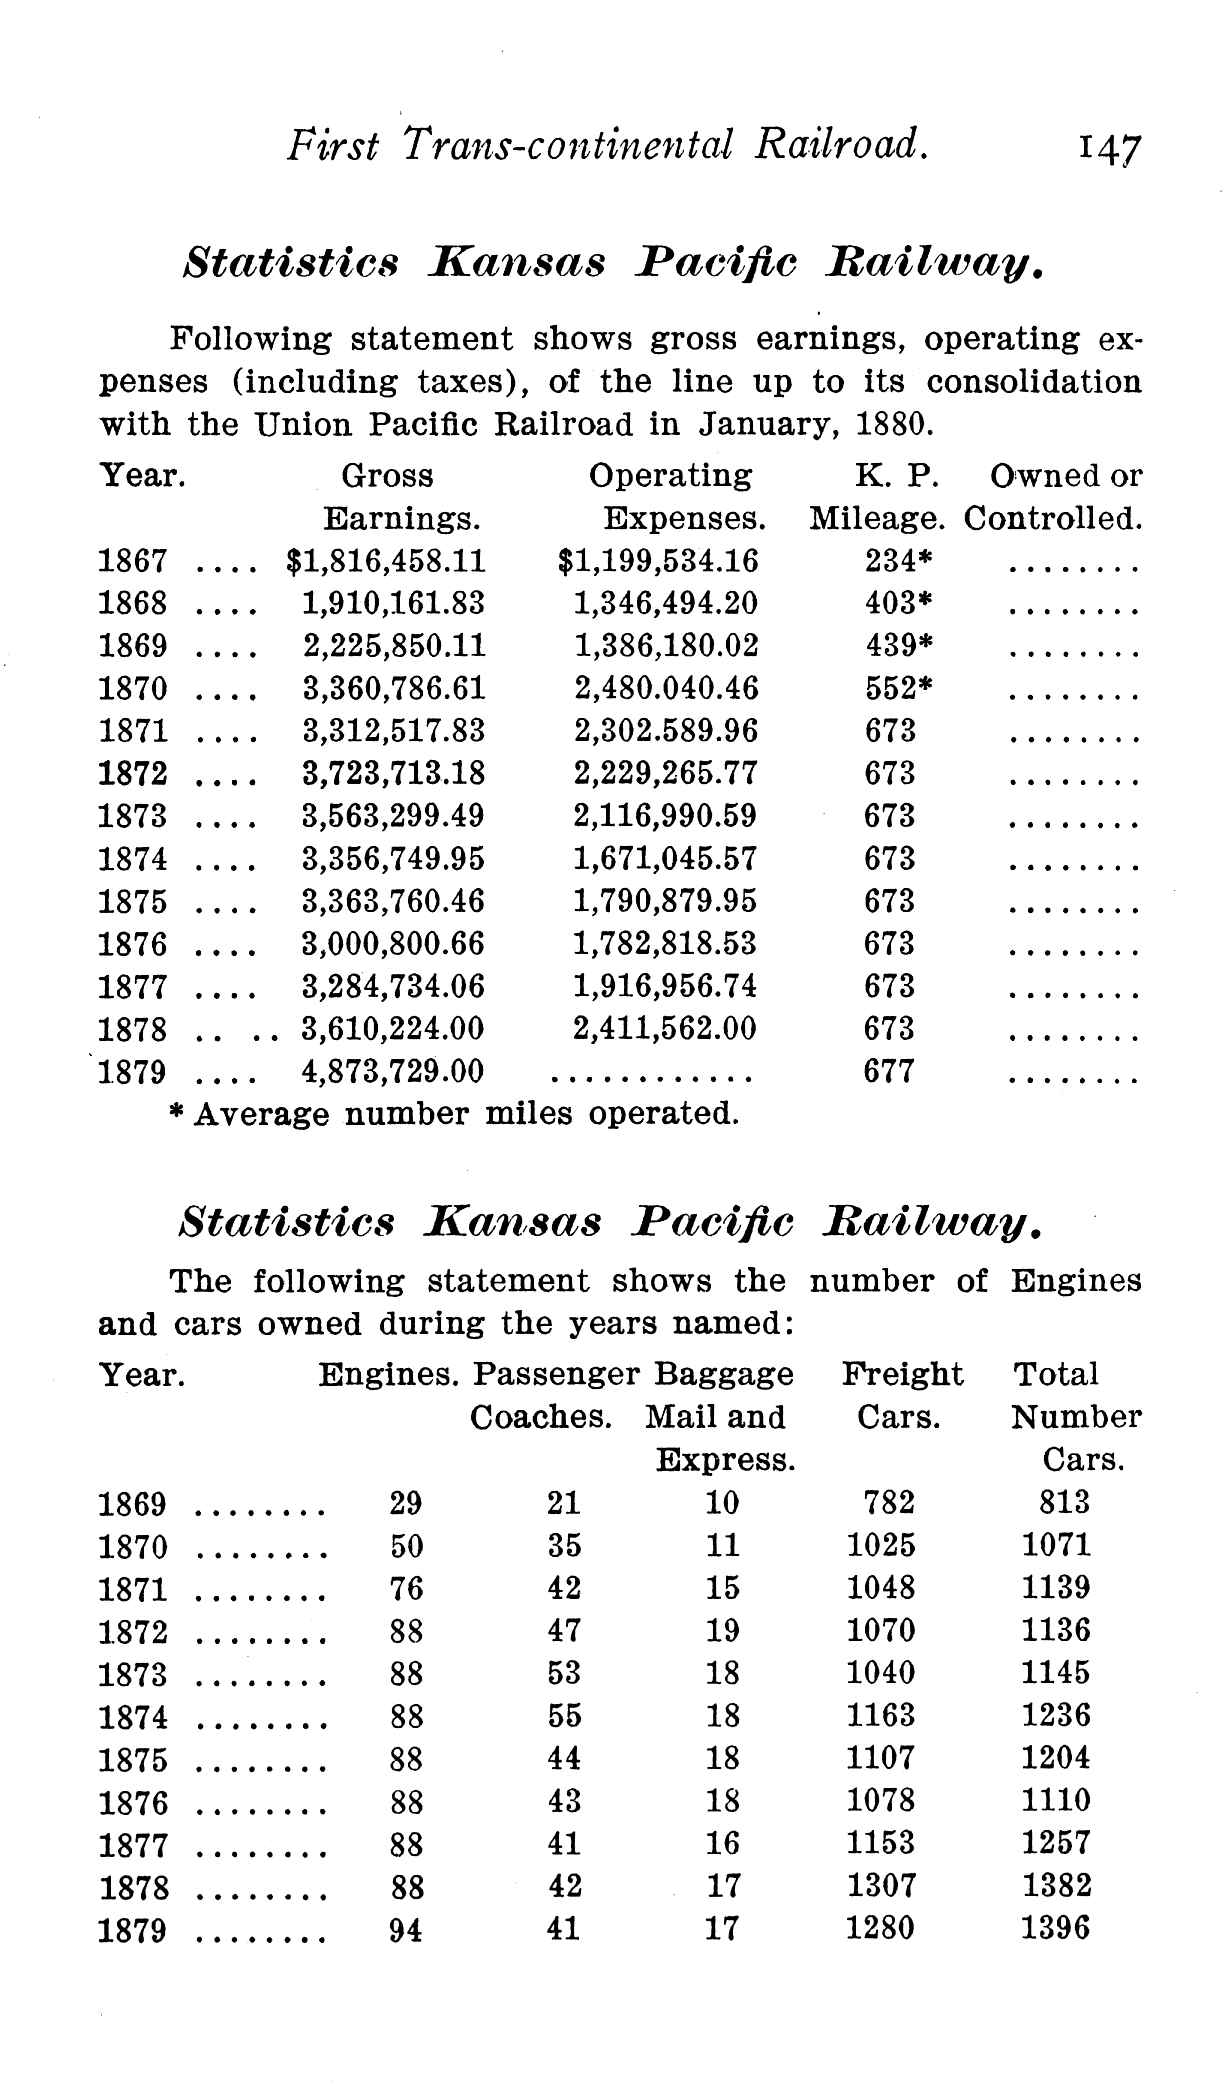 First Trans-continental Railroad. 147
Statistics Kansas Pacific Railway.
Following statement shows gross earnings, operating ex-
penses (including taxes), of the line up to its consolidation
with the Union Pacific Railroad in January, 1880.
Year. Gross Operating K. P. Owned or
Earnings. Expenses. Mileage. Controlled.
1867 .... $1,816,458.11 $1,199,534.16 234* ........
1868 .... 1,910,161.83 1,346,494.20 403* ........
1869 .... 2,225,850.11 1,386,180.02 439* ........
1870 .... 3,360,786.61 2,480.040.46 552* ........
1871 .... 3,312,517.83 2,302.589.96 673 ........
1872 .... 3,723,713.18 2,229,265.77 673 ........
1873 .... 3,563,299.49 2,116,990.59 673 ........
1874 .... 3,356,749.95 1,671,045.57 673 ........
1875 .... 3,363,760.46 1,790,879.95 673 ........
1876 .... 3,000,800.66 1,782,818.53 673 ........
1877 .... 3,284,734.06 1,916,956.74 673 ........
1878 .. .. 3,610,224.00 2,411,562.00 673 ........
1879 .... 4,873,729.00 ............ 677 ........
* Average number miles operated.
Statistics Kansas Pacific Railway.
The following statement shows the number of Engines
and cars owned during the years named:
Year. Engines. Passenger Baggage Freight Total
Coaches. Mail and Cars. Number
Express. Cars.
1869 ........ 29 21 10 782 813
1870 ........ 50 35 11 1025 1071
1871 ........ 76 42 15 1048 1139
1872 ........ 88 47 19 1070 1136
1873 ........ 88 53 18 1040 1145
1874 ........ 88 55 18 1163 1236
1875 ........ 88 44 18 1107 1204
1876 ........ 88 43 18 1078 1110
1877 ........ 88 41 16 1153 1257
1878 ........ 88 42 17 1307 1382
1879 ........ 94 41 17 1280 1396